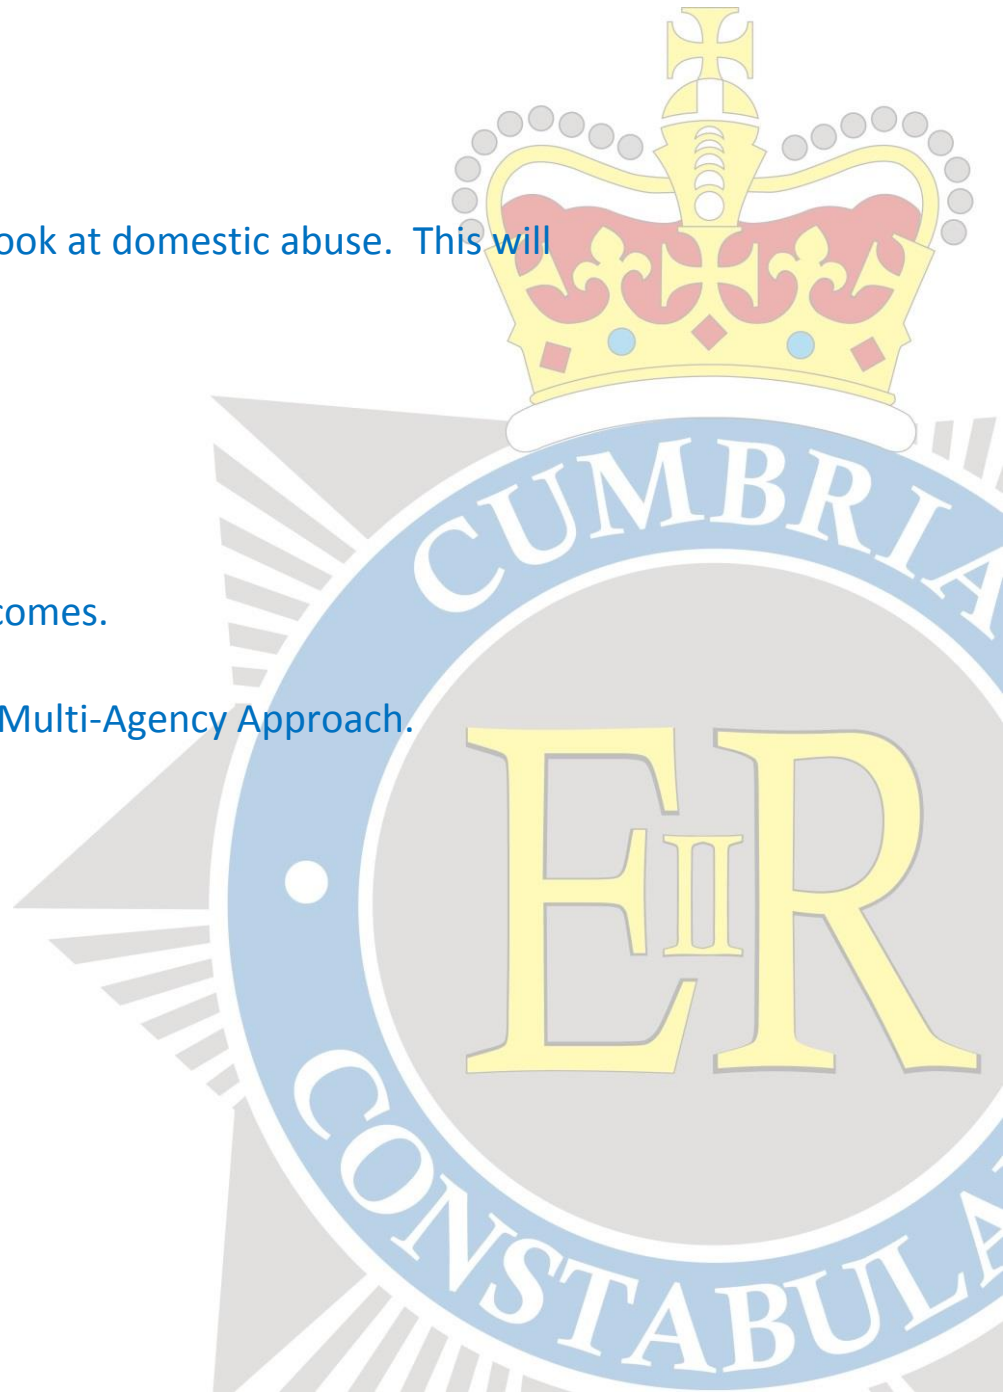 ook at domestic abuse.  This will
comes.
Multi-Agency Approach.
CUMBRIA
EIIR
CONSTABULA